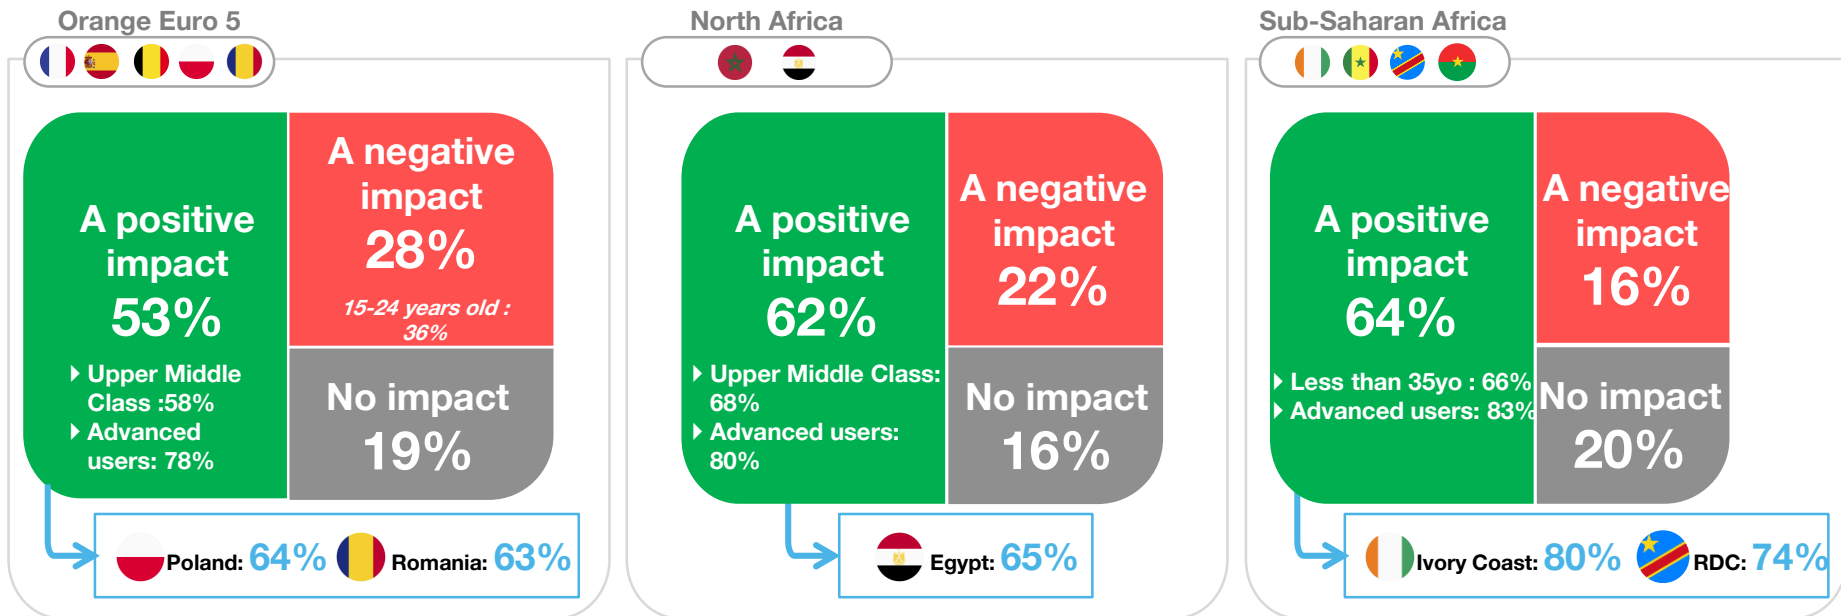 Orange Euro 5
A positive
impact
53%
Upper Middle
Class :58%
Advanced
users: 78%
A negative
impact
28%
15-24 years old :
36%
No impact
19%
Poland: 64%
Romania: 63%
North Africa
A positive
impact
62%
Upper Middle Class:
68%
Advanced users:
80%
A negative
impact
22%
No impact
16%
Egypt: 65%
Sub-Saharan Africa
A positive
impact
64%
Less than 35yo : 66%
Advanced users: 83%
A negative
impact
16%
No impact
20%
Ivory Coast: 80%
RDC: 74%